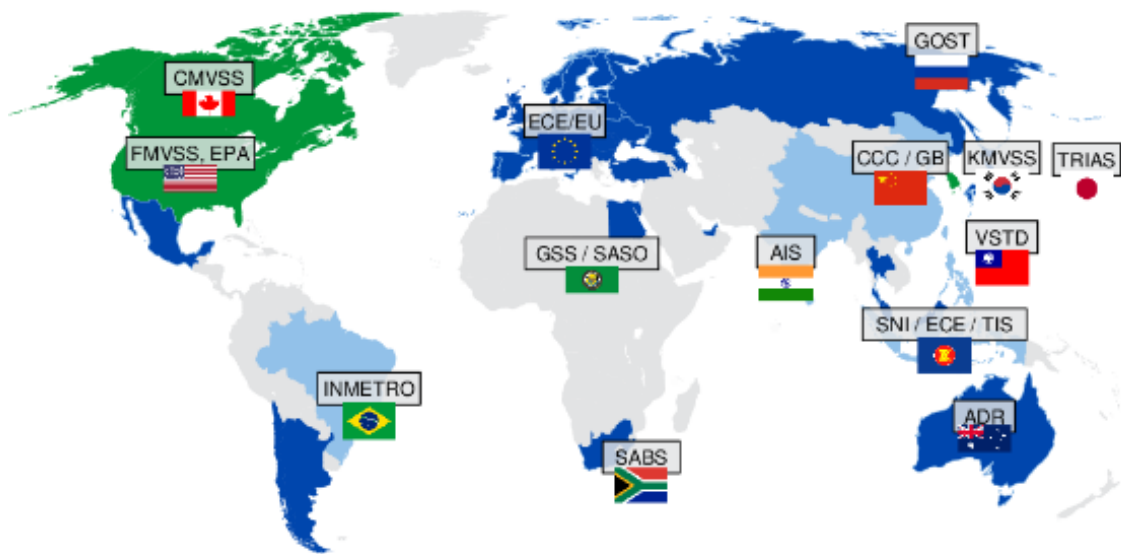 GOST
CMVSS
ECE/EU
FMVSS, EPA
CCC / GB
KMVSS
TRIAS
VSTD
GSS / SASO
AIS
SNI / ECE / TIS
INMETRO
ADR
SABS